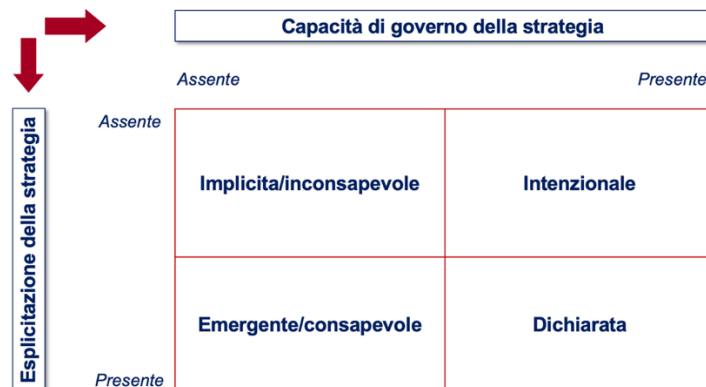 Capacità di governo della strategia
Assente
Presente
Esplicitazione della strategia
Assente
Implicita/inconsapevole
Intenzionale
Emergente/consapevole
Dichiarata
Presente